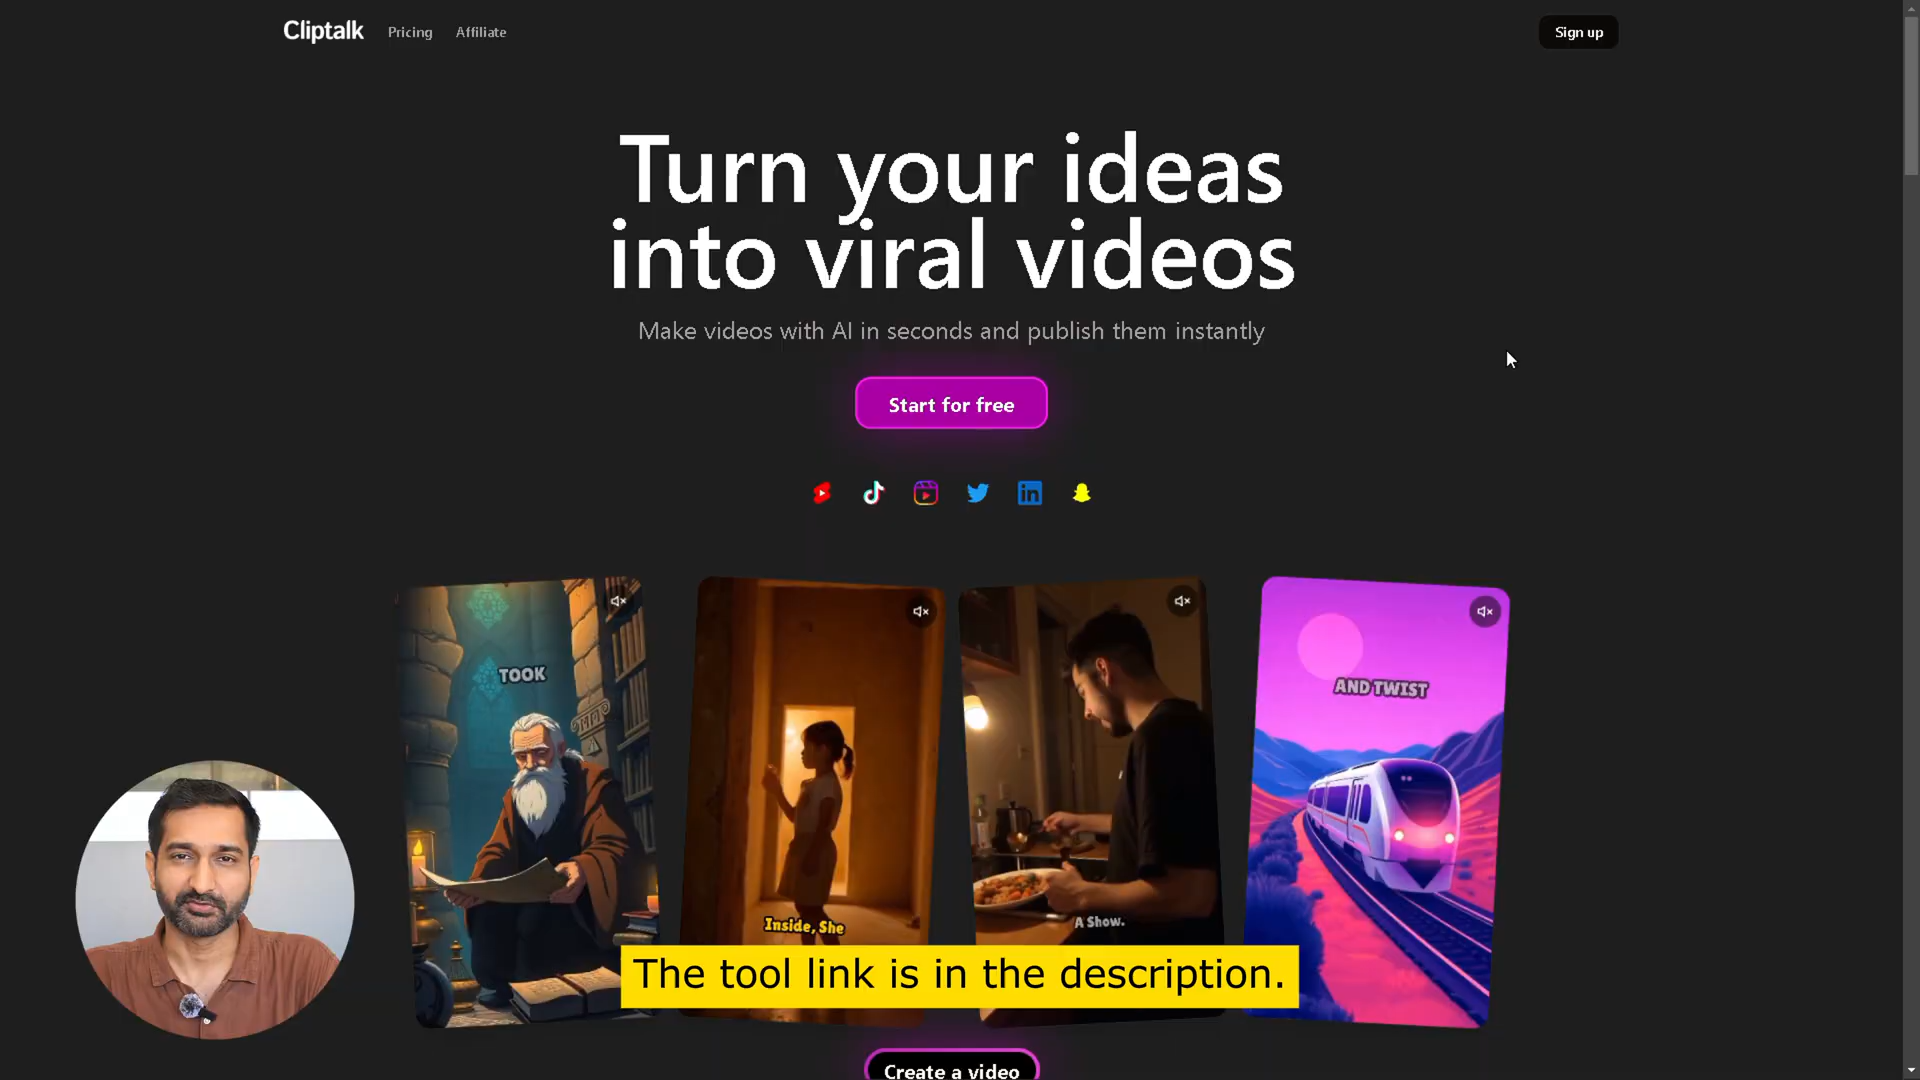 Cliptalk
Pricing
Affiliate
Sign up
Turn your ideas
into viral videos
Make videos with AI in seconds and publish them instantly
Start for free
TOOK
AND TWIST
Inside, She
A Show.
The tool link is in the description.
Create a video